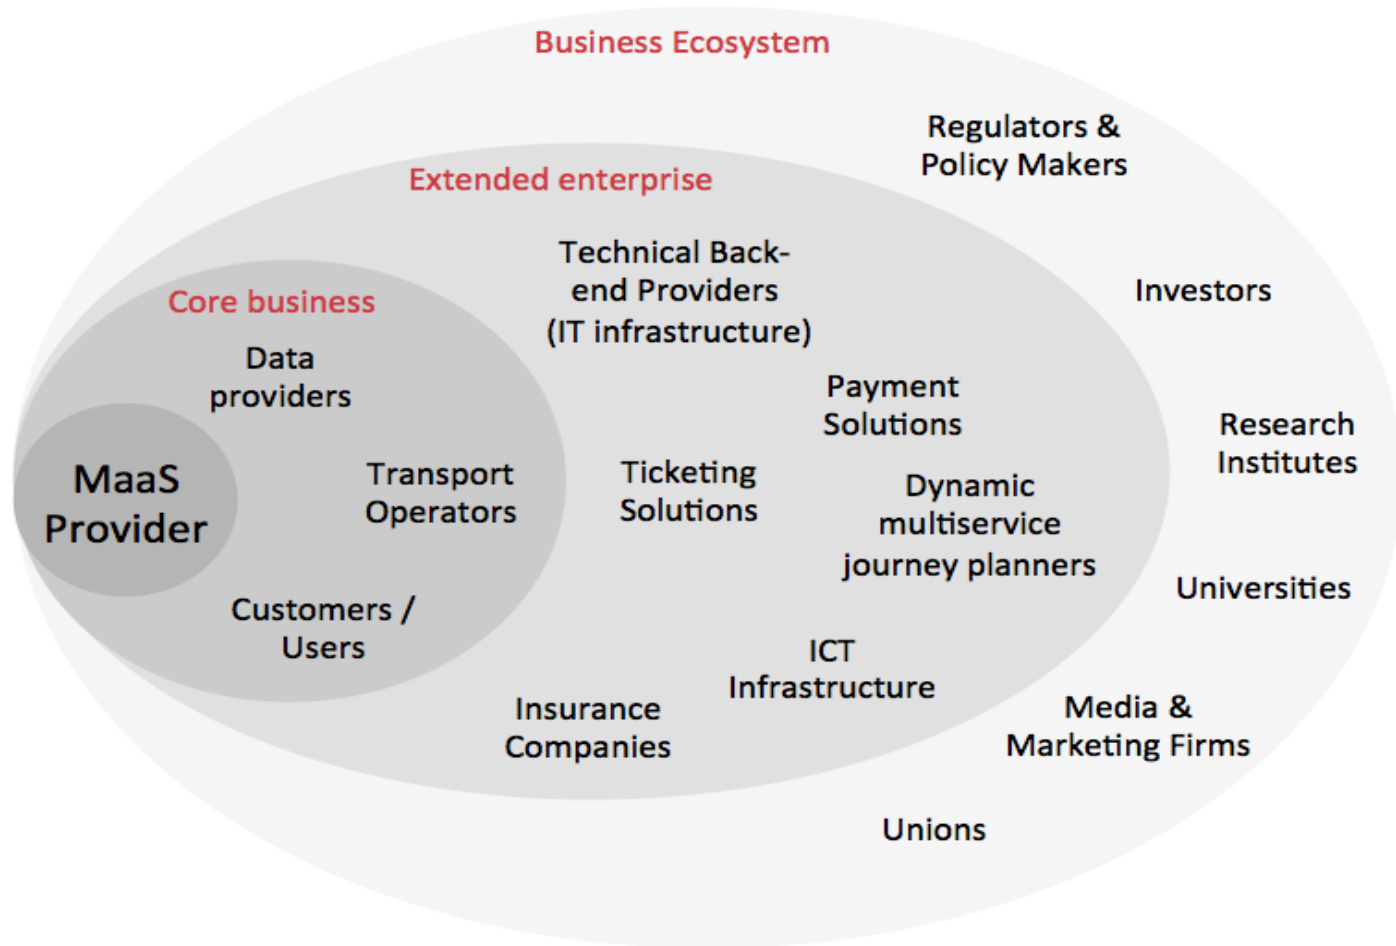 Business Ecosystem
Regulators &
Policy Makers
Extended enterprise
Technical Back-
end Providers
(IT infrastructure)
Investors
Core business
Data
providers
Payment
Solutions
Research
Institutes
MaaS
Provider
Transport
Operators
Ticketing
Solutions
Dynamic
multiservice
journey planners
Universities
Customers /
Users
ICT
Infrastructure
Insurance
Companies
Media &
Marketing Firms
Unions